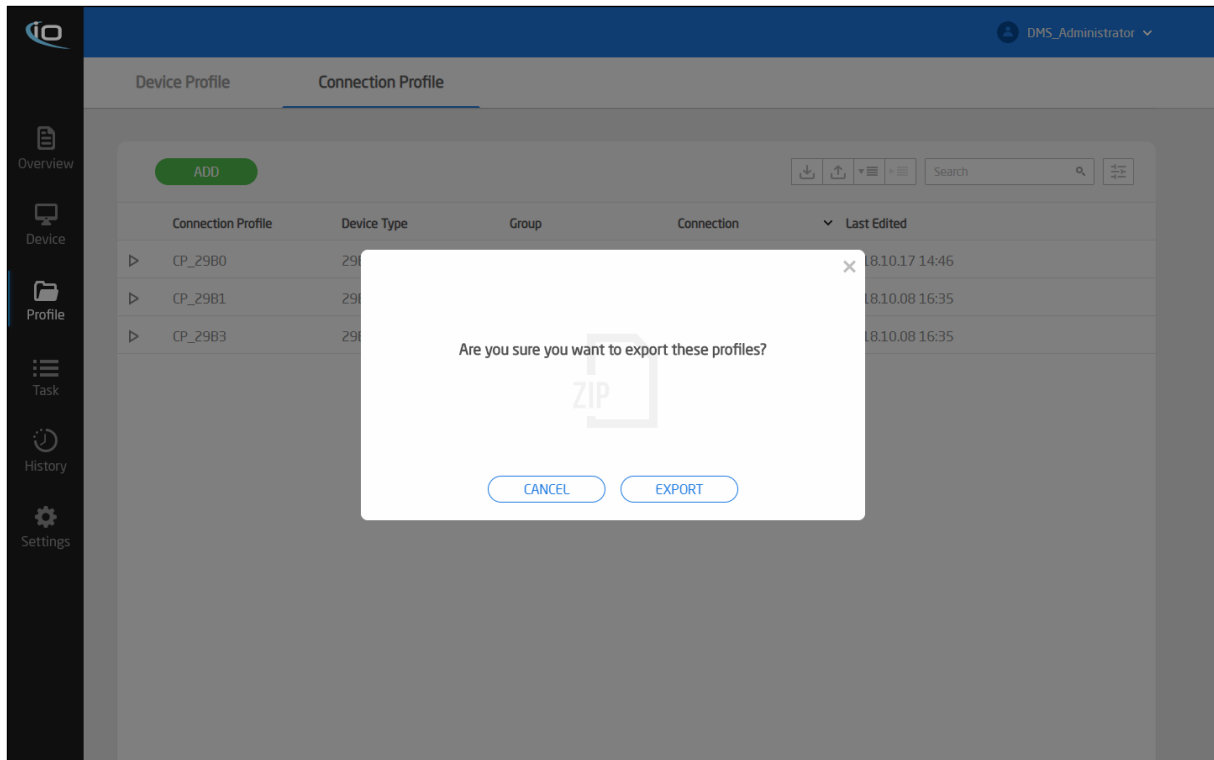 iO
DMS_Administrator
Device Profile Connection Profile
Overview
ADD
Search
Device
Connection Profile Device Type Group Connection Last Edited
CP_29B0 18.10.17 14:46
CP_29B1 18.10.08 16:35
Profile
CP_29B3 18.10.08 16:35
Are you sure you want to export these profiles?
ZIP
Task
History
CANCEL EXPORT
Settings